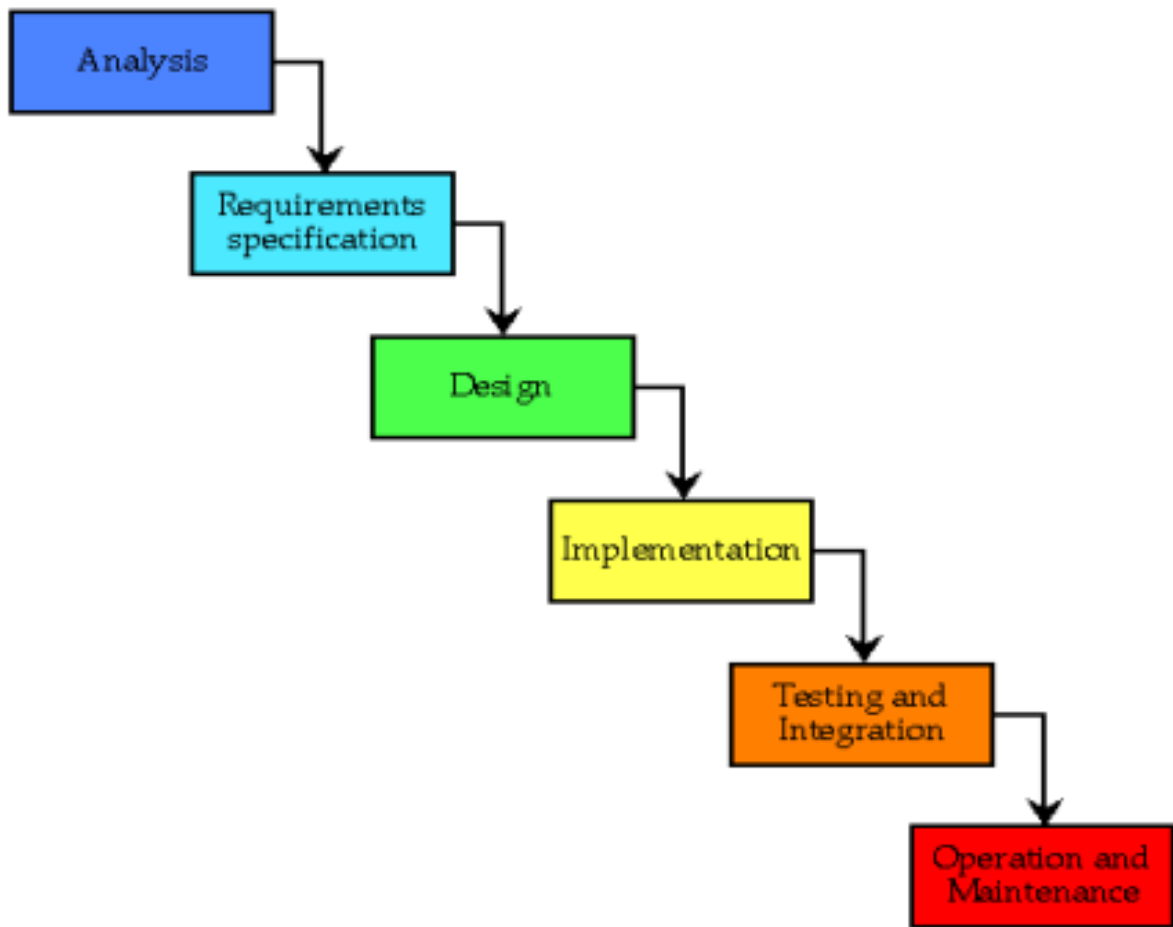 Analysis
Requirements
specification
Design
Implementation
Testing and
Integration
Operation and
Maintenance